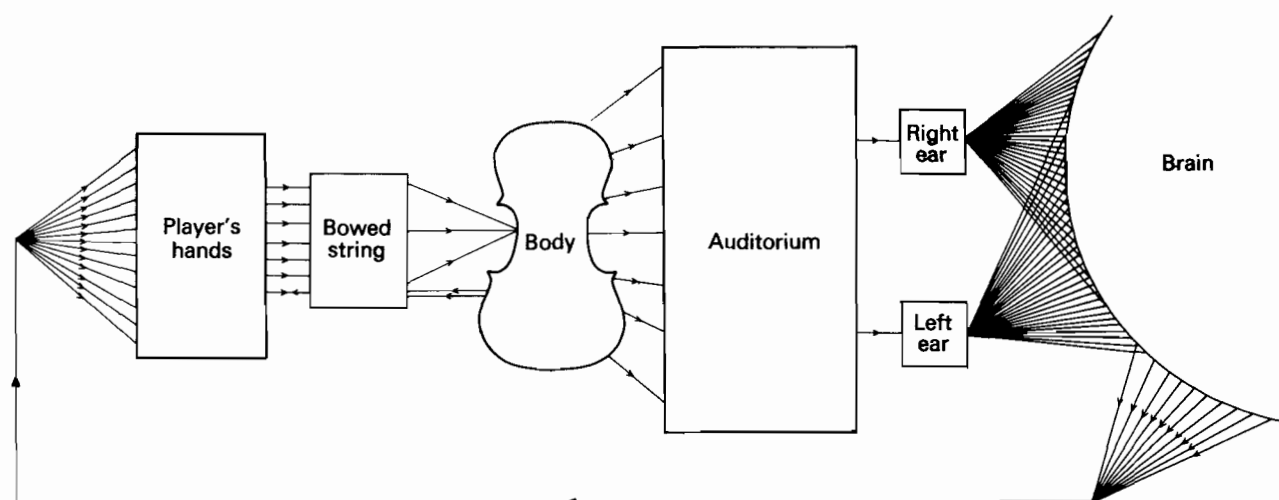 Player's
hands
Bowed
string
Body
Auditorium
Right
ear
Left
ear
Brain